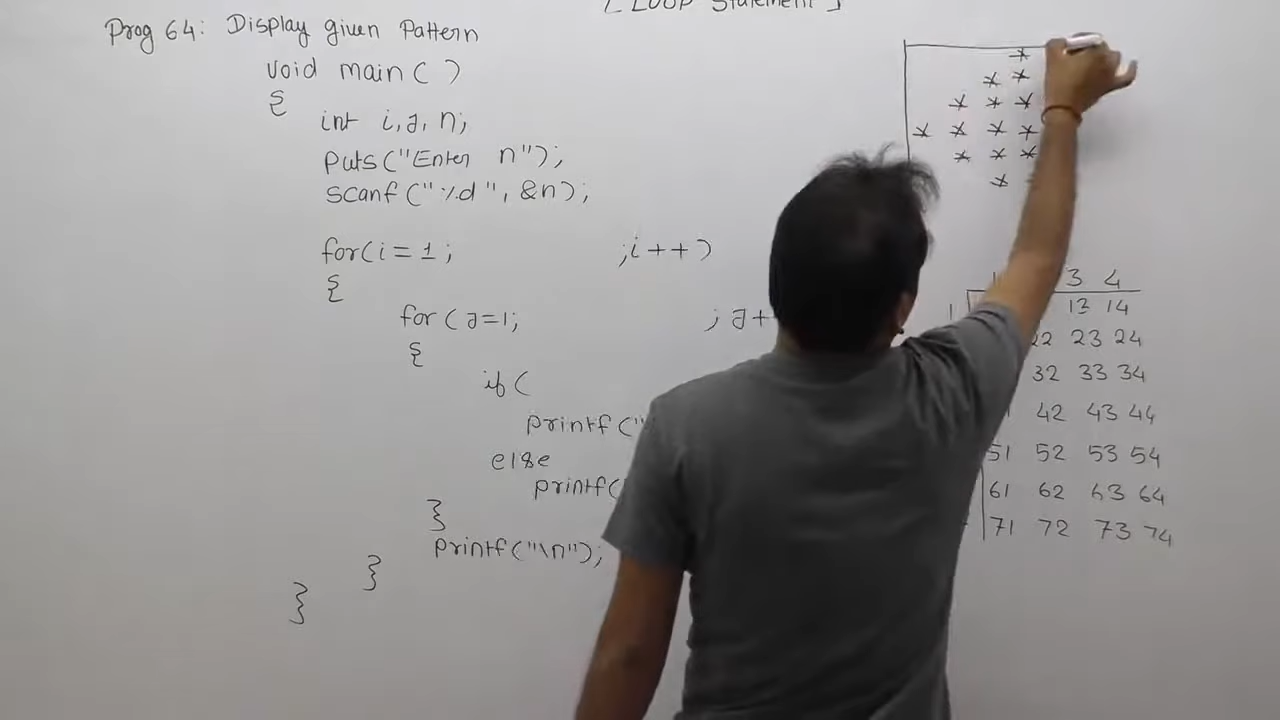 [ Loop Statement ]
Prog 64: Display given Pattern
void main( )
{
int i,j,n;
Puts("Enter n");
Scanf("%d", &n);
for(i=1; ;i++)
{
for(j=1; ; j+
{
if(
Printf("
else
Printf(
}
Printf("\n");
}
}
*
* *
* * *
* * * *
* * *
*
1 3 4
1 13 14
22 23 24
32 33 34
42 43 44
51 52 53 54
61 62 63 64
71 72 73 74